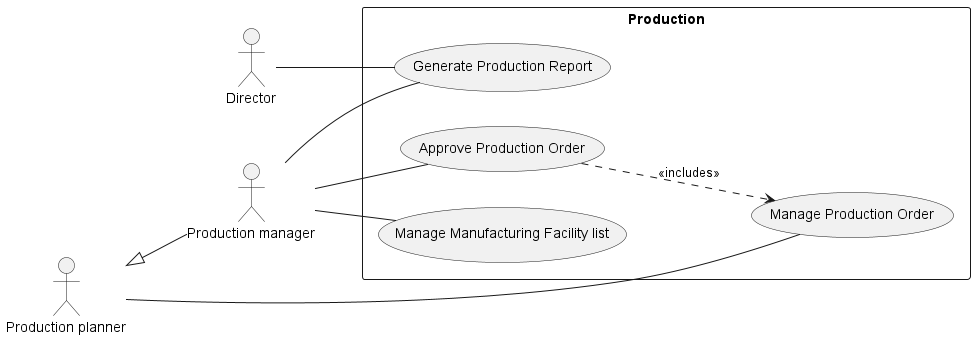 Production
Director
Generate Production Report
Approve Production Order
«includes»
Manage Production Order
Production manager
Manage Manufacturing Facility list
Production planner